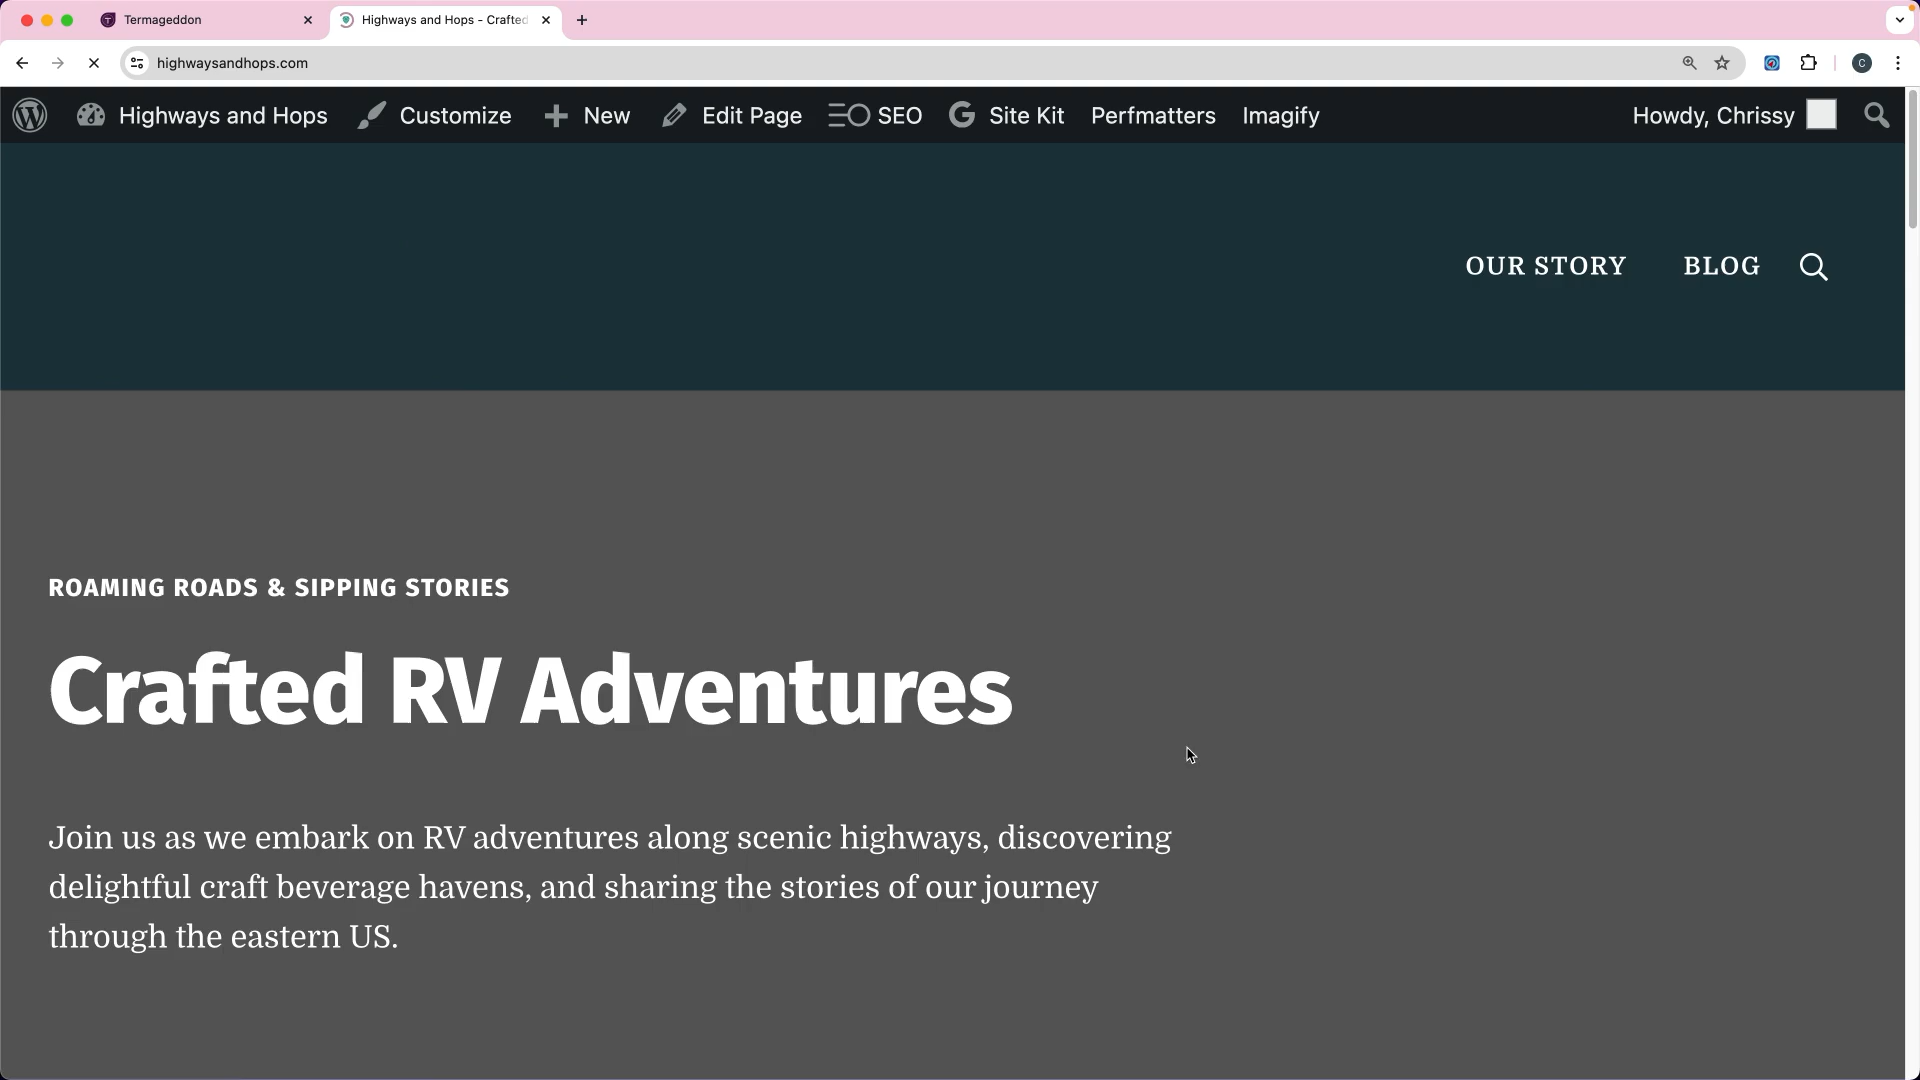 Termageddon
Highways and Hops - Crafted
highwaysandhops.com
C
Highways and Hops
Customize
New
Edit Page
SEO
Site Kit
Perfmatters
Imagify
Howdy, Chrissy
OUR STORY
BLOG
ROAMING ROADS & SIPPING STORIES
Crafted RV Adventures
Join us as we embark on RV adventures along scenic highways, discovering
delightful craft beverage havens, and sharing the stories of our journey
through the eastern US.